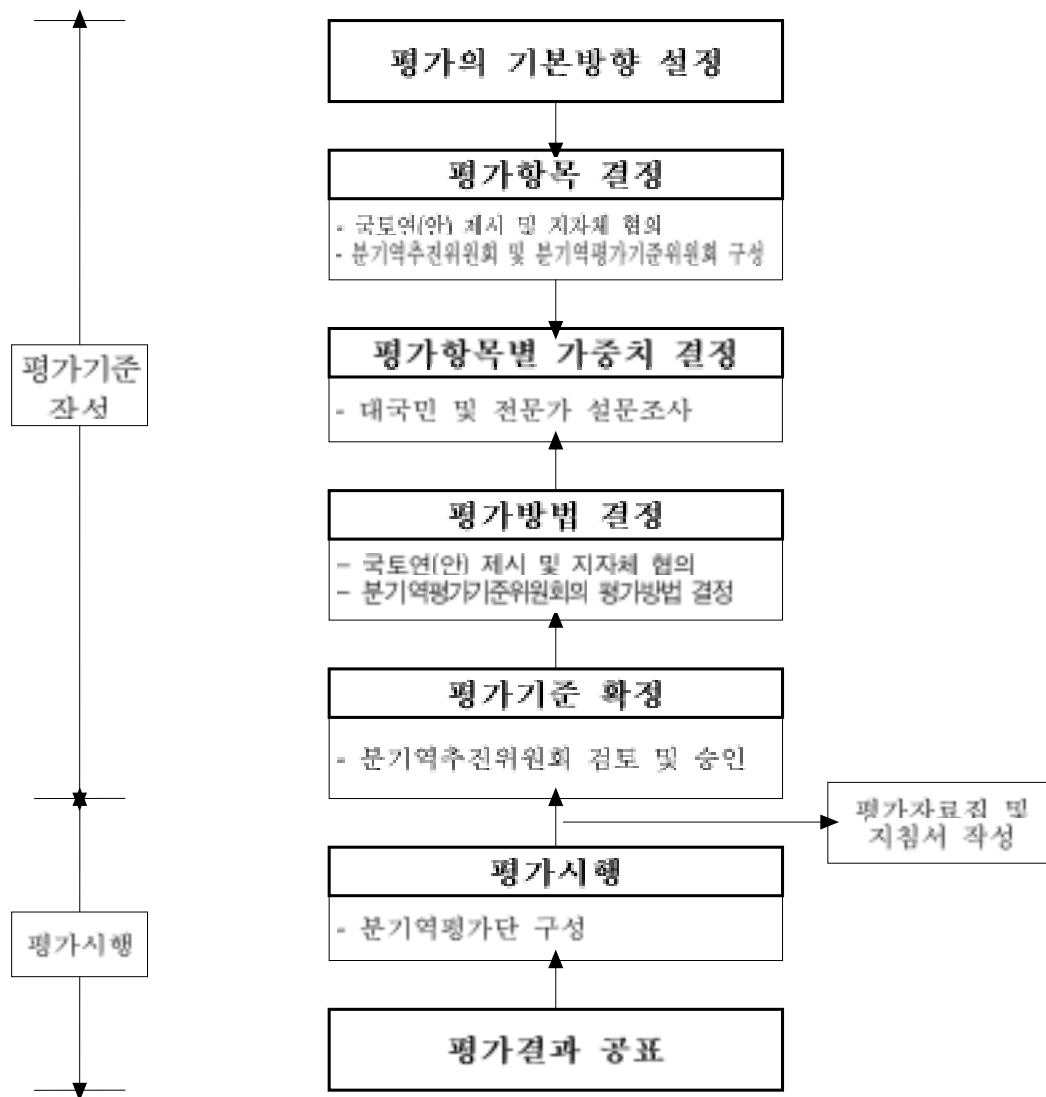 평가의 기본방향 설정
평가항목 결정
- 국토연(안) 제시 및 지자체 협의
- 분기역추진위원회 및 분기역평가기준위원회 구성
평가항목별 가중치 결정
- 대국민 및 전문가 설문조사
평가기준
작성
평가방법 결정
- 국토연(안) 제시 및 지자체 협의
- 분기역평가기준위원회의 평가방법 결정
평가기준 확정
- 분기역추진위원회 검토 및 승인
평가자료집 및
지침서 작성
평가시행
- 분기역평가단 구성
평가시행
평가결과 공표